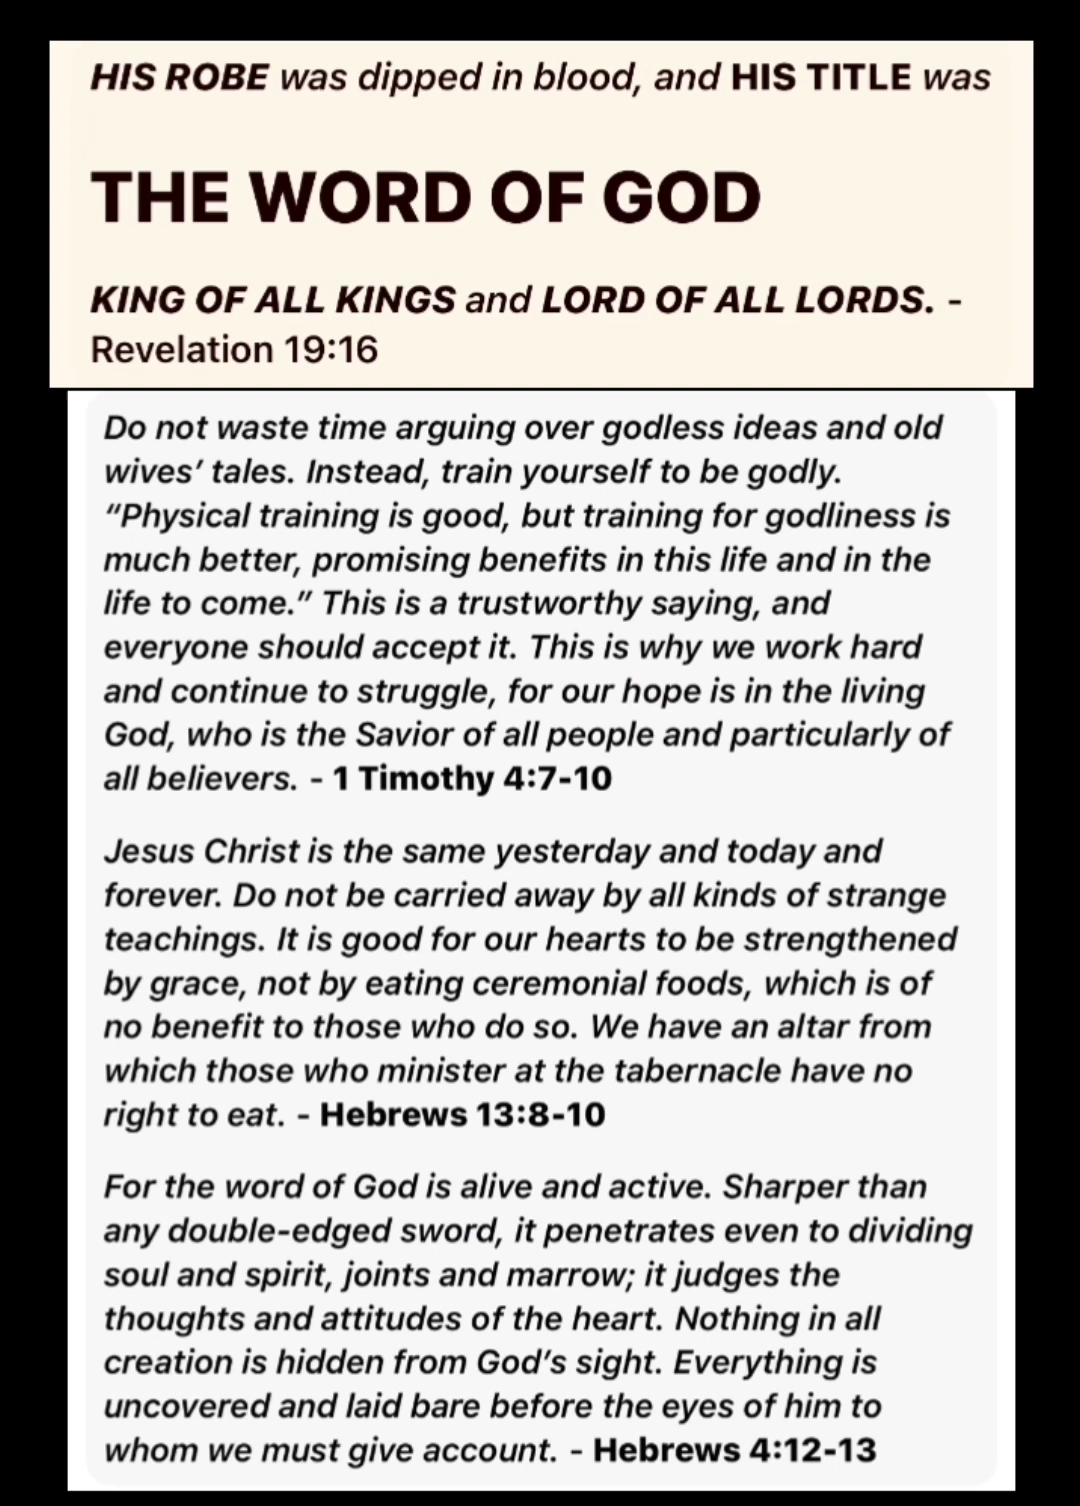 HIS ROBE was dipped in blood, and HIS TITLE was
THE WORD OF GOD
KING OF ALL KINGS and LORD OF ALL LORDS. -
Revelation 19:16
Do not waste time arguing over godless ideas and old
wives’ tales. Instead, train yourself to be godly.
“Physical training is good, but training for godliness is
much better, promising benefits in this life and in the
life to come.” This is a trustworthy saying, and
everyone should accept it. This is why we work hard
and continue to struggle, for our hope is in the living
God, who is the Savior of all people and particularly of
all believers. - 1 Timothy 4:7-10
Jesus Christ is the same yesterday and today and
forever. Do not be carried away by all kinds of strange
teachings. It is good for our hearts to be strengthened
by grace, not by eating ceremonial foods, which is of
no benefit to those who do so. We have an altar from
which those who minister at the tabernacle have no
right to eat. - Hebrews 13:8-10
For the word of God is alive and active. Sharper than
any double-edged sword, it penetrates even to dividing
soul and spirit, joints and marrow; it judges the
thoughts and attitudes of the heart. Nothing in all
creation is hidden from God’s sight. Everything is
uncovered and laid bare before the eyes of him to
whom we must give account. - Hebrews 4:12-13